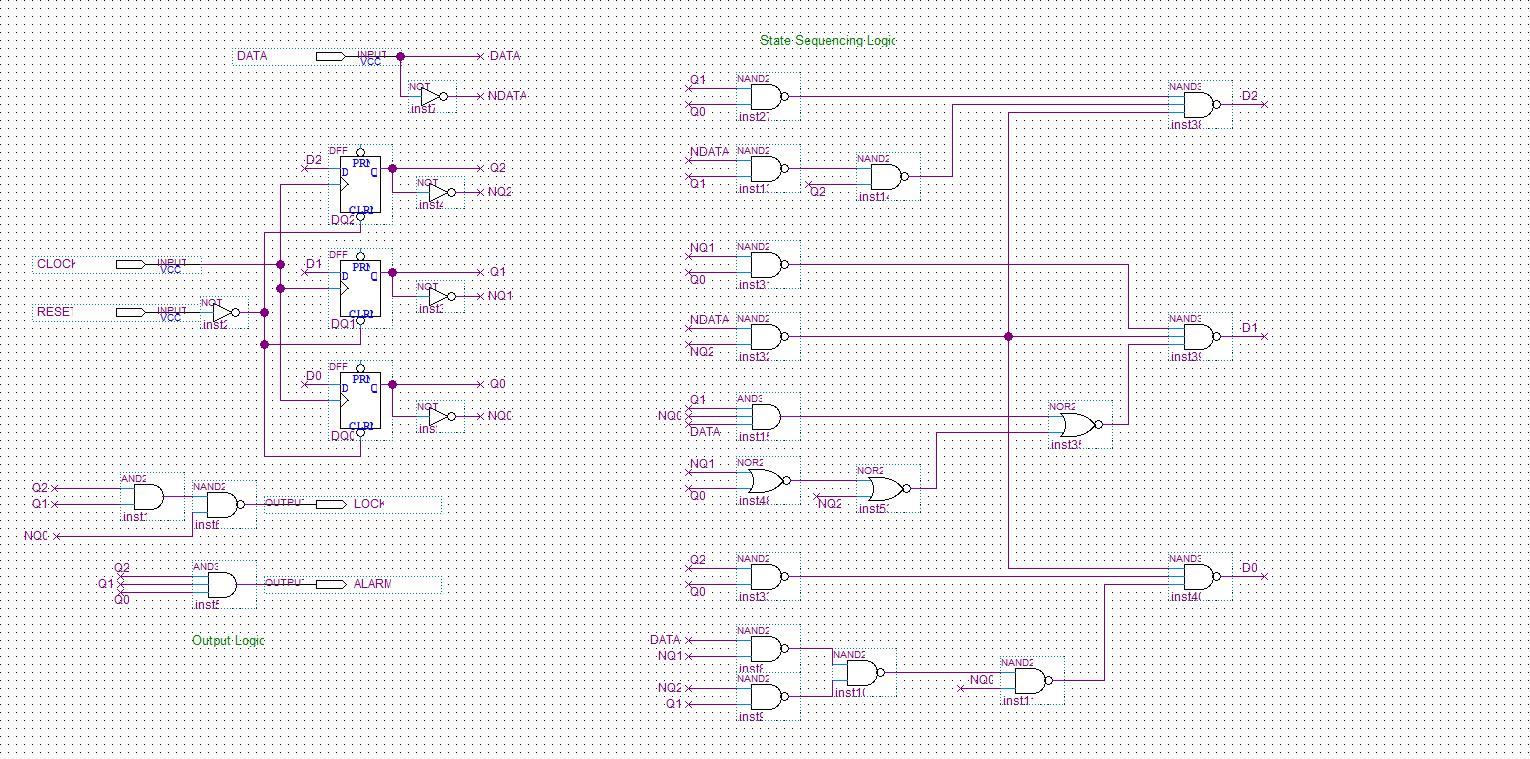 State Sequencing Logic
DATA
INPUT
VCC
DATA
NOT
NDATA
DFF
D2
PRN
D
Q
Q2
NOT
NQ2
CLRN
DQ2
CLOCK
INPUT
VCC
DFF
D1
PRN
D
Q
Q1
NOT
NQ1
CLRN
DQ1
RESET
INPUT
VCC
NOT
DFF
D0
PRN
D
Q
Q0
NOT
NQ0
CLRN
DQ0
Q2
Q1
NQ0
AND2
NAND2
OUTPUT
LOCK
Q2
Q1
Q0
AND3
OUTPUT
ALARM
Output Logic
Q1
Q0
NAND2
NAND3
D2
NDATA
Q1
NAND2
Q2
NAND2
NQ1
Q0
NAND2
NDATA
NQ2
NAND2
NAND3
D1
Q1
NQ0
DATA
AND3
NOR2
NQ1
Q0
NOR2
NQ2
NOR2
Q2
Q0
NAND2
NAND3
D0
DATA
NQ1
NAND2
NQ2
Q1
NAND2
NAND2
NQ0
NAND2